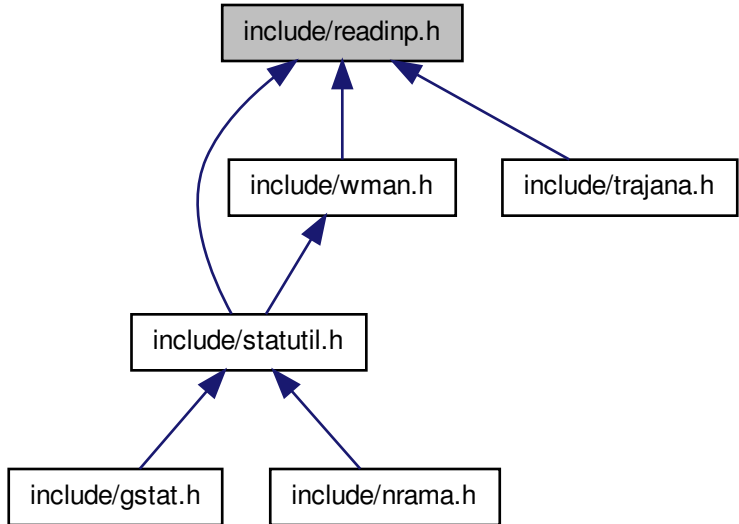 include/readinp.h
include/wman.h
include/trajana.h
include/statutil.h
include/gstat.h
include/nrama.h